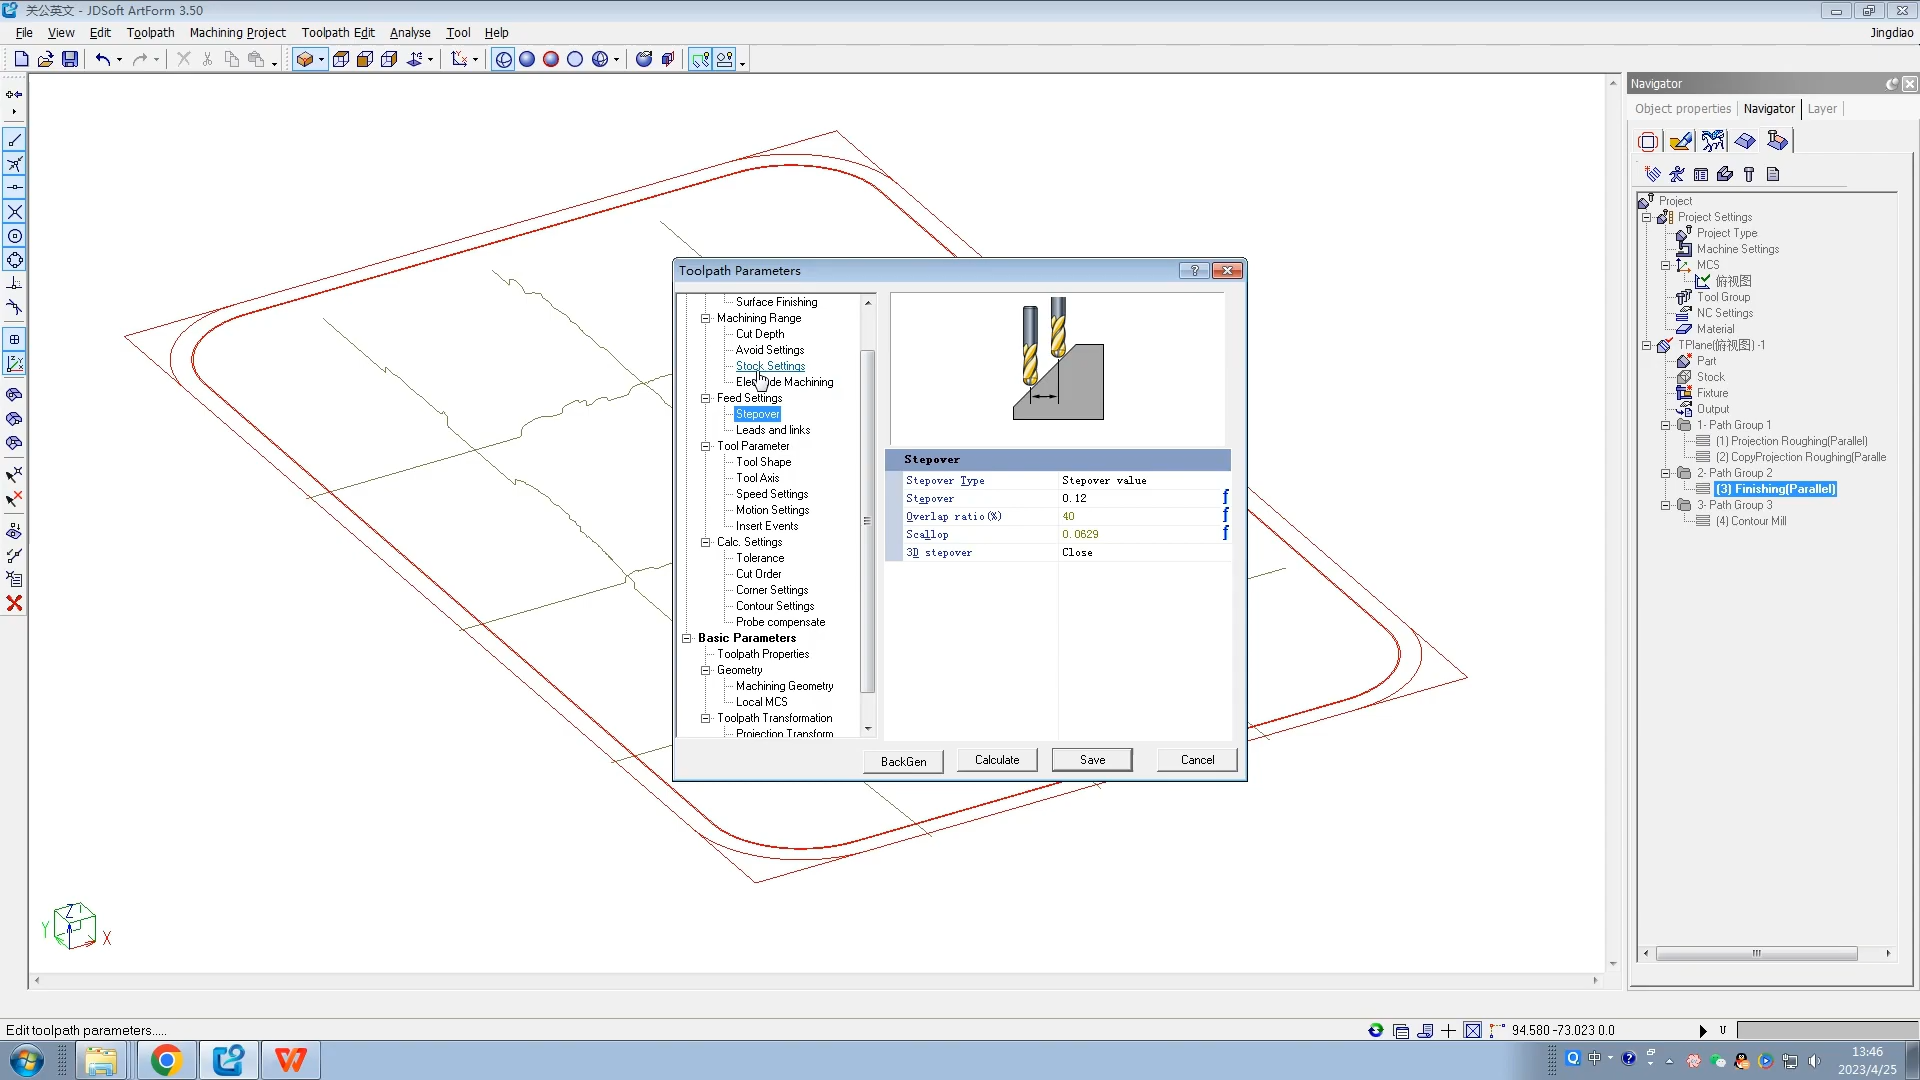 关公英文 - JDSoft ArtForm 3.50
File View Edit Toolpath Machining Project Toolpath Edit Analyse Tool Help
Jingdiao
Navigator
Object properties Navigator Layer
Project
Project Settings
Project Type
Machine Settings
MCS
俯视图
Tool Group
NC Settings
Material
TPlane(俯视图) -1
Part
Stock
Fixture
Output
1- Path Group 1
(1) Projection Roughing(Parallel)
(2) CopyProjection Roughing(Paralle
2- Path Group 2
(3) Finishing(Parallel)
3- Path Group 3
(4) Contour Mill
Toolpath Parameters
Surface Finishing
Machining Range
Cut Depth
Avoid Settings
Stock Settings
Machining
Feed Settings
Stepover
Leads and links
Tool Parameter
Tool Shape
Tool Axis
Speed Settings
Motion Settings
Insert Events
Calc. Settings
Tolerance
Cut Order
Corner Settings
Contour Settings
Probe compensate
Basic Parameters
Toolpath Properties
Geometry
Machining Geometry
Local MCS
Toolpath Transformation
Projection Transform
Stepover
Stepover Type Stepover value
Stepover 0.12 f
Overlap ratio(%) 40 f
Scallop 0.0629 f
3D stepover Close
BackGen Calculate Save Cancel
Z
Y
X
Edit toolpath parameters.....
94.580 -73.023 0.0
U
中
13:46
2023/4/25